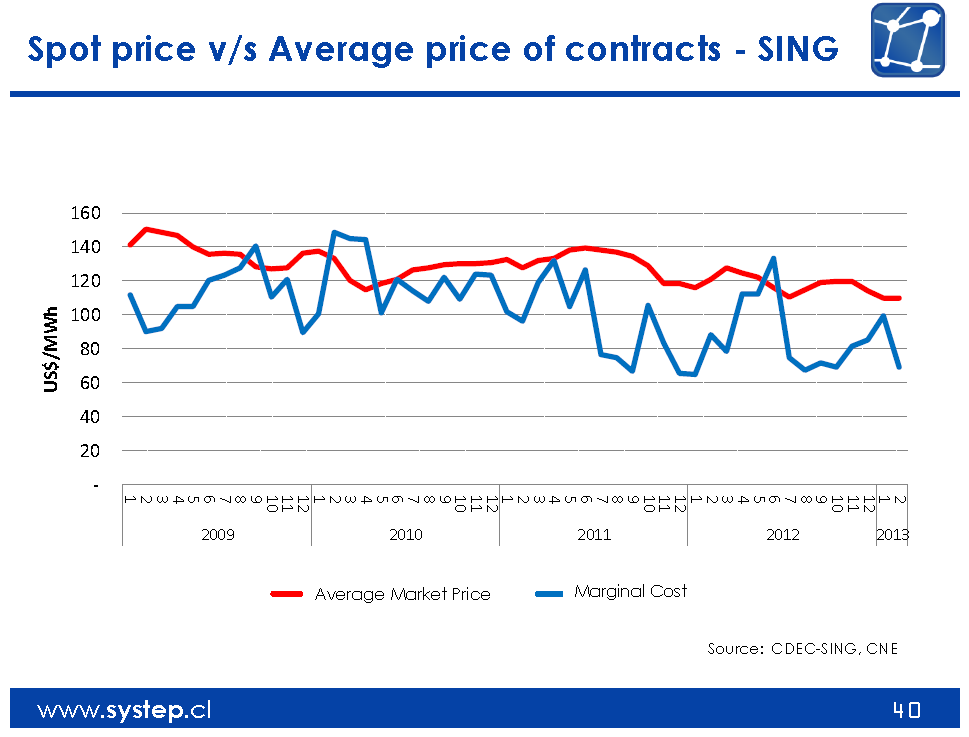 Spot price v/s Average price of contracts - SING
160
140
120
100
80
60
40
20
-
US$/MWh
1 2 3 4 5 6 7 8 9 10 11 12 1 2 3 4 5 6 7 8 9 10 11 12 1 2 3 4 5 6 7 8 9 10 11 12 1 2 3 4 5 6 7 8 9 10 11 12 1 2
2009 2010 2011 2012 2013
Average Market Price Marginal Cost
Source: CDEC-SING, CNE
www.systep.cl 40